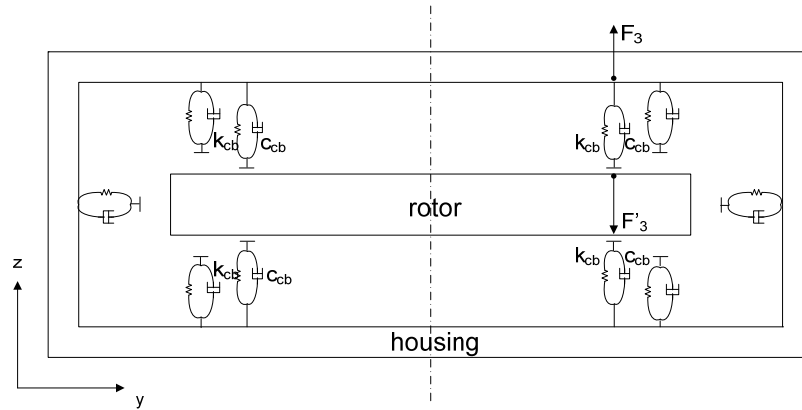 F3
kcb
ccb
kcb
ccb
rotor
F'3
kcb
ccb
kcb
ccb
z
housing
y